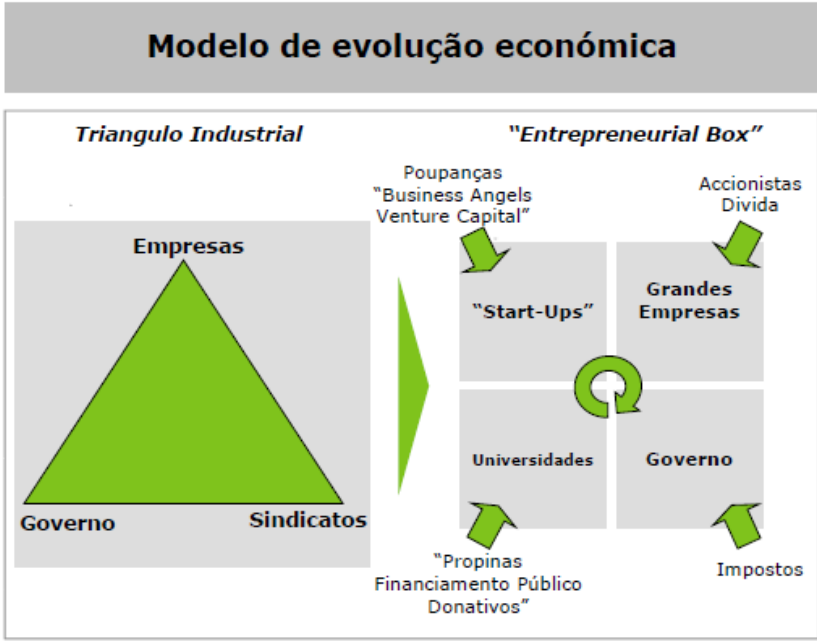 Modelo de evolução económica
Triangulo Industrial
“Entrepreneurial Box”
Poupanças
“Business Angels
Venture Capital”
Accionistas
Divida
Empresas
Governo
Sindicatos
“Start-Ups”
Grandes
Empresas
Universidades
Governo
“Propinas
Financiamento Público
Donativos”
Impostos